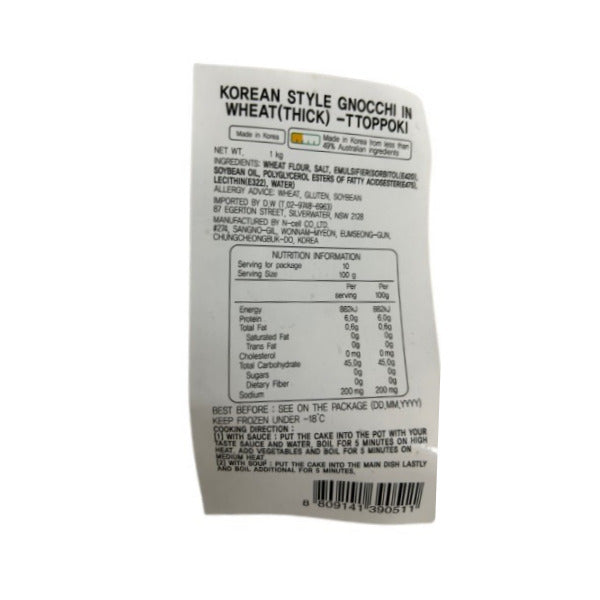 KOREAN STYLE GNOCCHI IN
WHEAT(THICK) -TTOPPOKI
Made in Korea
Made in Korea from less than
49% Australian ingredients
NET WT, 1 kg
INGREDIENTS: WHEAT FLOUR, SALT, EMULSIFIER(SORBITOL(E420),
SOYBEAN OIL, POLYGLYCEROL ESTERS OF FATTY ACIDSESTER(E475),
LECITHIN(E322), WATER)
ALLERGY ADVICE: WHEAT, GLUTEN, SOYBEAN
IMPORTED BY D.W (T.02-9748-6963)
87 EGERTON STREET, SILVERWATER, NSW 2128
MANUFACTURED BY N-cell CO.,LTD.
#274, SANGNO-GIL, WONNAM-MYEON, EUMSEONG-GUN,
CHUNGCHEONGBUK-DO, KOREA
NUTRITION INFORMATION
Serving for package 10
Serving Size 100 g
Per serving Per 100g
Energy 882kJ 882kJ
Protein 6.0g 6.0g
Total Fat 0.6g 0.6g
Saturated Fat 0g 0g
Trans Fat 0g 0g
Cholesterol 0 mg 0 mg
Total Carbohydrate 45.0g 45.0g
Sugars 0g 0g
Dietary Fiber 0g 0g
Sodium 200 mg 200 mg
BEST BEFORE : SEE ON THE PACKAGE (DD,MM,YYYY)
KEEP FROZEN UNDER -18°C
COOKING DIRECTION :
(1) WITH SAUCE : PUT THE CAKE INTO THE POT WITH YOUR
TASTE SAUCE AND WATER, BOIL FOR 5 MINUTES ON HIGH
HEAT. ADD VEGETABLES AND BOIL FOR 5 MINUTES ON
MEDIUM HEAT.
(2) WITH SOUP : PUT THE CAKE INTO THE MAIN DISH LASTLY
AND BOIL ADDITIONAL FOR 5 MINUTES.
8 809141 390511